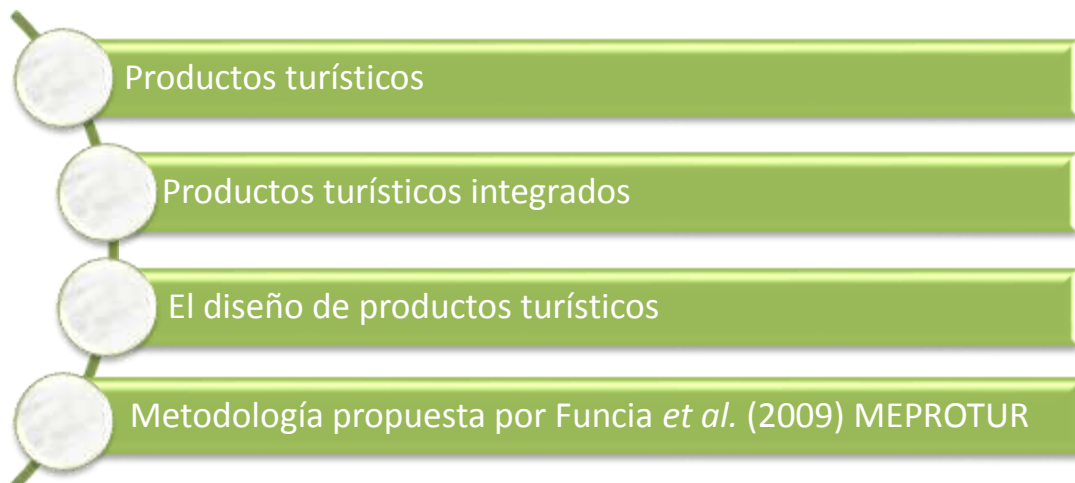 Productos turísticos
Productos turísticos integrados
El diseño de productos turísticos
Metodología propuesta por Funcia et al. (2009) MEPROTUR